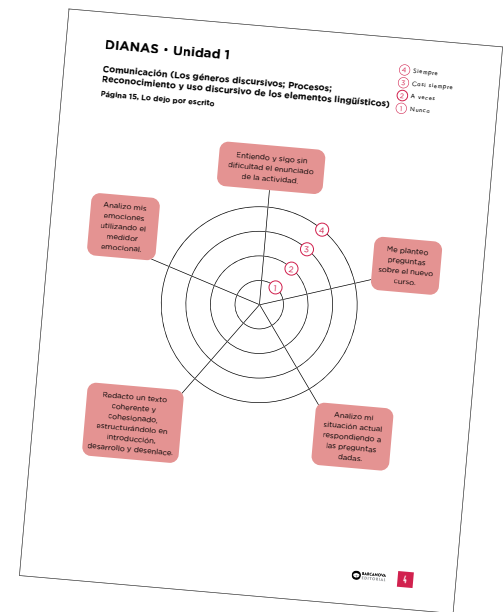 DIANAS · Unidad 1
Comunicación (Los géneros discursivos; Procesos;
Reconocimiento y uso discursivo de los elementos lingüísticos)
Página 15, Lo dejo por escrito
4 Siempre
3 Casi siempre
2 A veces
1 Nunca
Entiendo y sigo sin
dificultad el enunciado
de la actividad.
Analizo mis
emociones
utilizando el
medidor
emocional.
4
3
2
1
Me planteo
preguntas
sobre el nuevo
curso.
Redacto un texto
coherente y
cohesionado,
estructurándolo en
introducción,
desarrollo y desenlace.
Analizo mi
situación actual
respondiendo a
las preguntas
dadas.
BARCANOVA
EDITORIAL
4